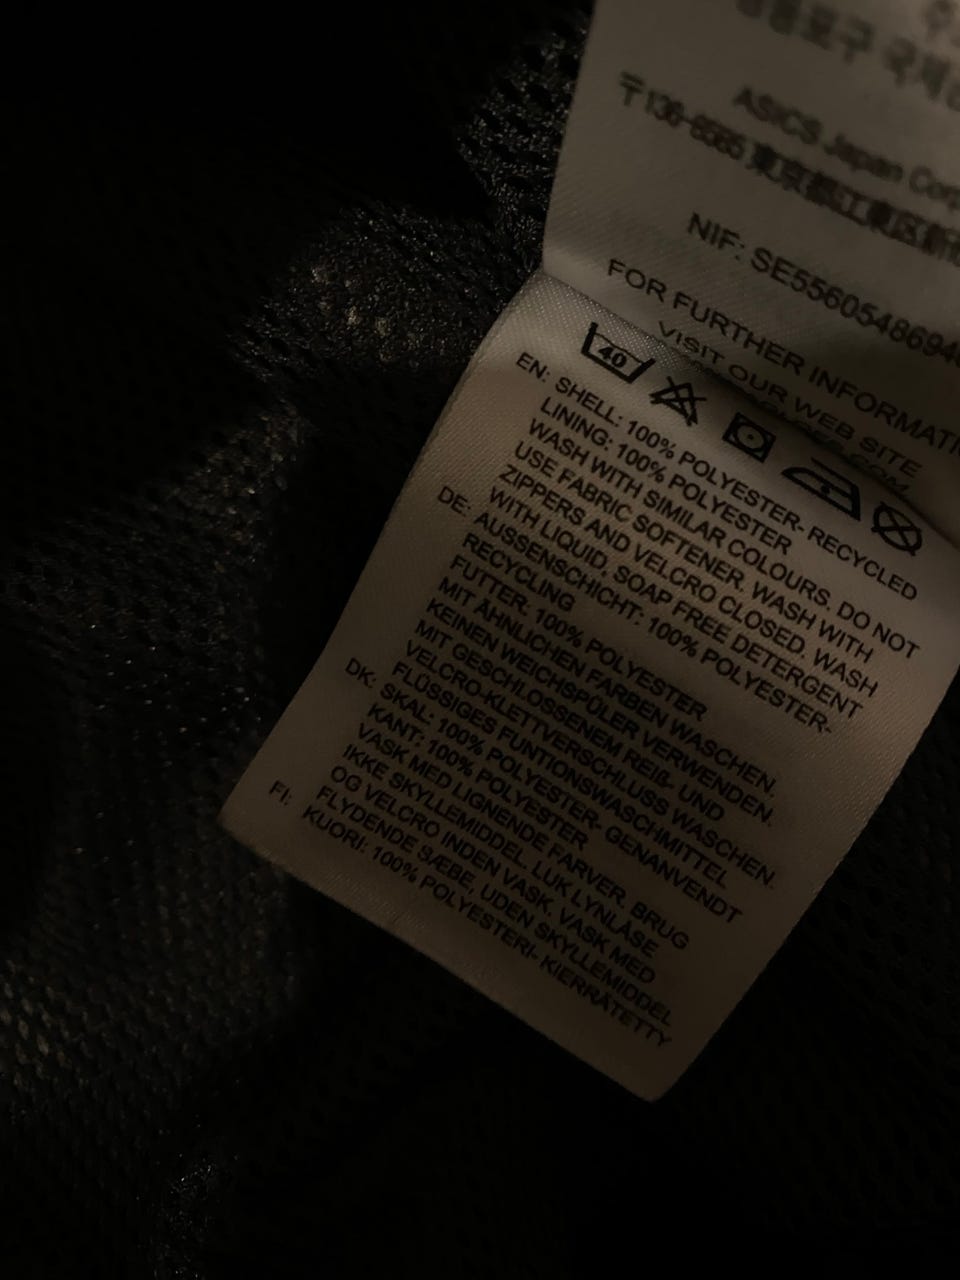 ASICS Japan Corp
NIF: SE5560548694
FOR FURTHER INFORMATI
VISIT OUR WEB SITE
40
EN: SHELL: 100% POLYESTER- RECYCLED
LINING: 100% POLYESTER
WASH WITH SIMILAR COLOURS. DO NOT
USE FABRIC SOFTENER. WASH WITH
ZIPPERS AND VELCRO CLOSED. WASH
WITH LIQUID, SOAP FREE DETERGENT
DE: AUSSENSCHICHT: 100% POLYESTER-
RECYCLING
FUTTER: 100% POLYESTER
MIT ÄHNLICHEN FARBEN WASCHEN.
KEINEN WEICHSPÜLER VERWENDEN.
MIT GESCHLOSSENEM REIß- UND
VELCRO-KLETTVERSCHLUSS WASCHEN.
FLÜSSIGES FUNTIONSWASCHMITTEL
DK: SKAL: 100% POLYESTER- GENANVENDT
KANT: 100% POLYESTER
VASK MED LIGNENDE FARVER. BRUG
IKKE SKYLLEMIDDEL. LUK LYNLÅSE
OG VELCRO INDEN VASK. VASK MED
FLYDENDE SÆBE, UDEN SKYLLEMIDDEL
FI: KUORI: 100% POLYESTERI- KIERRÄTETTY